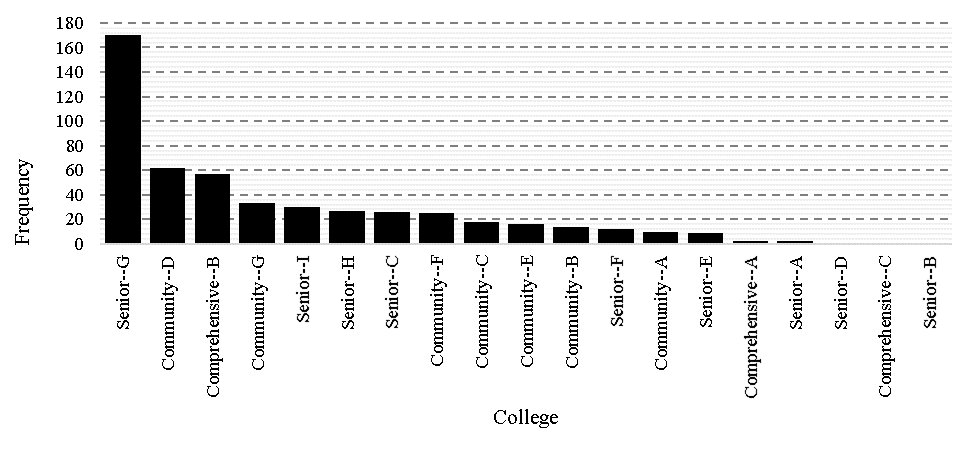 180
160
140
120
100
80
60
40
20
0
Frequency
Senior--G
Community--D
Comprehensive--B
Community--G
Senior--I
Senior--H
Senior--C
Community--F
Community--C
Community--E
Community--B
Senior--F
Community--A
Senior--E
Comprehensive--A
Senior--A
Senior--D
Comprehensive--C
Senior--B
College